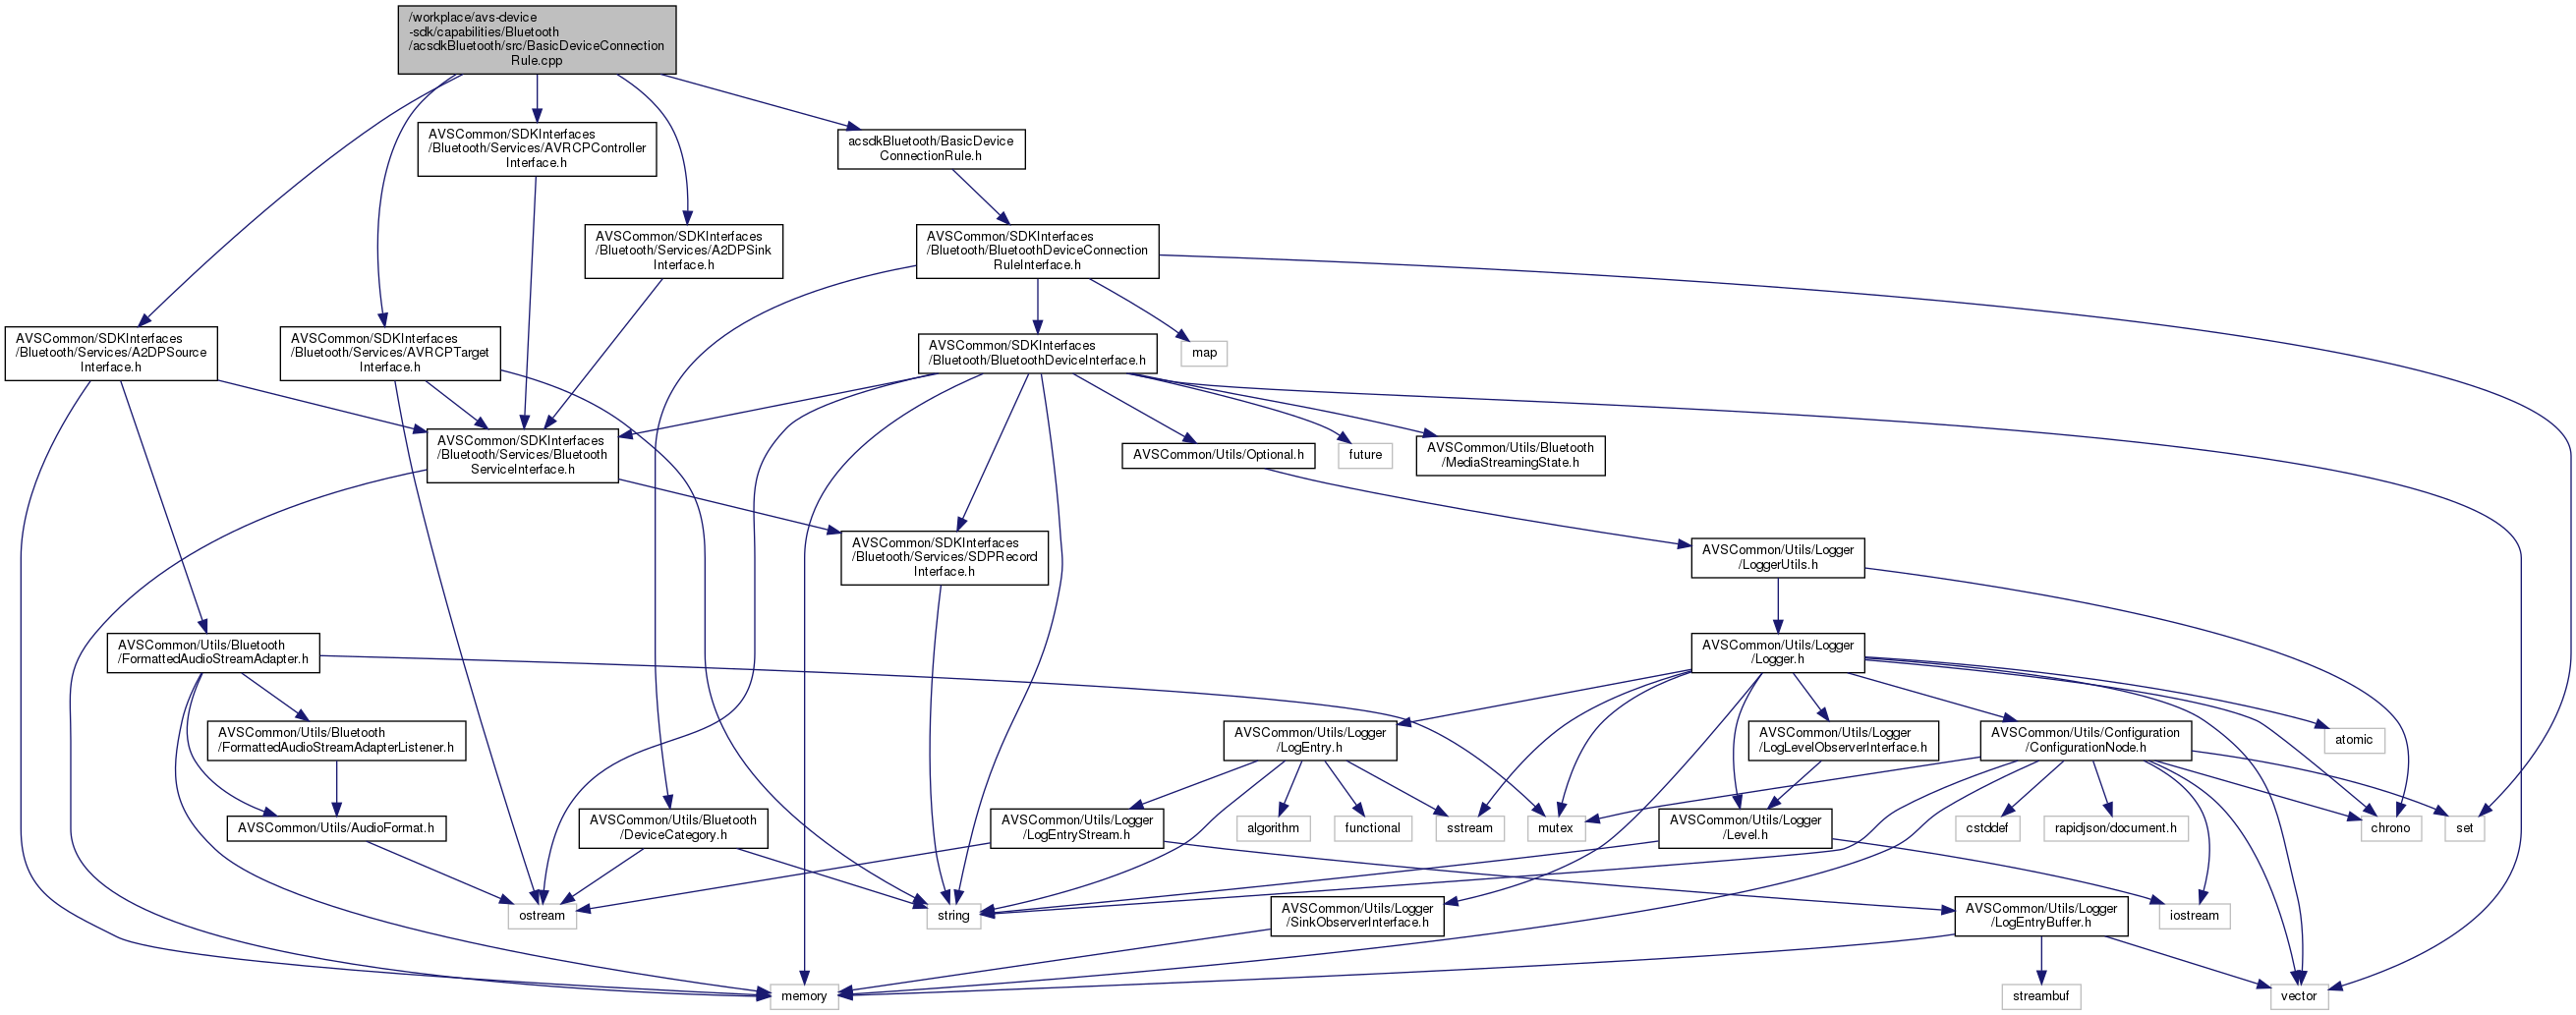 /workplace/avs-device
-sdk/capabilities/Bluetooth
/acsdkBluetooth/src/BasicDeviceConnection
Rule.cpp
AVSCommon/SDKInterfaces
/Bluetooth/Services/AVRCPController
Interface.h
acsdkBluetooth/BasicDevice
ConnectionRule.h
AVSCommon/SDKInterfaces
/Bluetooth/Services/A2DPSink
Interface.h
AVSCommon/SDKInterfaces
/Bluetooth/BluetoothDeviceConnection
RuleInterface.h
AVSCommon/SDKInterfaces
/Bluetooth/Services/A2DPSource
Interface.h
AVSCommon/SDKInterfaces
/Bluetooth/Services/AVRCPTarget
Interface.h
AVSCommon/SDKInterfaces
/Bluetooth/BluetoothDeviceInterface.h
map
AVSCommon/SDKInterfaces
/Bluetooth/Services/Bluetooth
ServiceInterface.h
AVSCommon/Utils/Optional.h
future
AVSCommon/Utils/Bluetooth
/MediaStreamingState.h
AVSCommon/SDKInterfaces
/Bluetooth/Services/SDPRecord
Interface.h
AVSCommon/Utils/Logger
/LoggerUtils.h
AVSCommon/Utils/Bluetooth
/FormattedAudioStreamAdapter.h
AVSCommon/Utils/Logger
/Logger.h
AVSCommon/Utils/Bluetooth
/FormattedAudioStreamAdapterListener.h
AVSCommon/Utils/Logger
/LogEntry.h
AVSCommon/Utils/Logger
/LogLevelObserverInterface.h
AVSCommon/Utils/Configuration
/ConfigurationNode.h
atomic
AVSCommon/Utils/AudioFormat.h
AVSCommon/Utils/Bluetooth
/DeviceCategory.h
AVSCommon/Utils/Logger
/LogEntryStream.h
algorithm
functional
sstream
mutex
AVSCommon/Utils/Logger
/Level.h
cstddef
rapidjson/document.h
chrono
set
ostream
string
AVSCommon/Utils/Logger
/SinkObserverInterface.h
AVSCommon/Utils/Logger
/LogEntryBuffer.h
iostream
memory
streambuf
vector